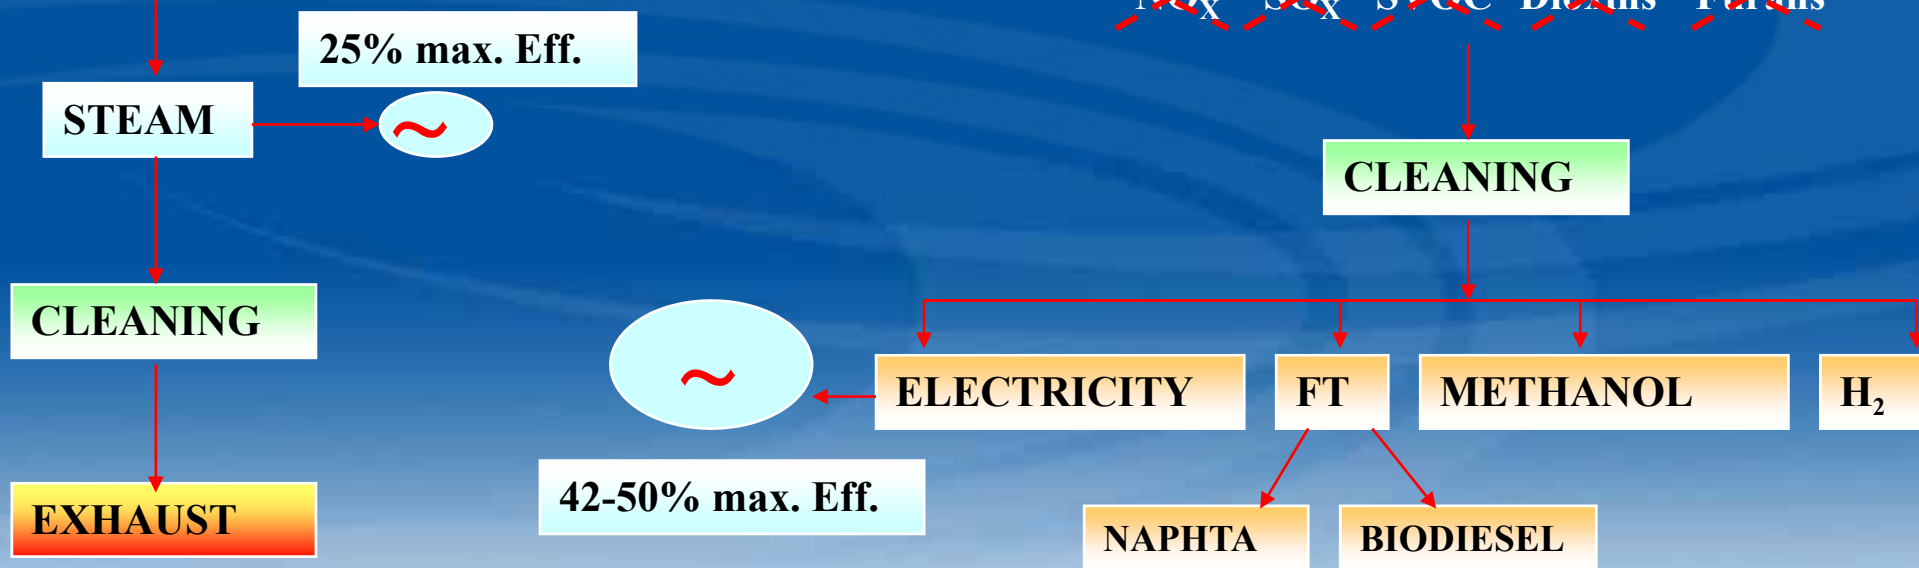 25% max. Eff.
STEAM
CLEANING
EXHAUST
CLEANING
ELECTRICITY
FT
METHANOL
H₂
42-50% max. Eff.
NAPHTA
BIODIESEL